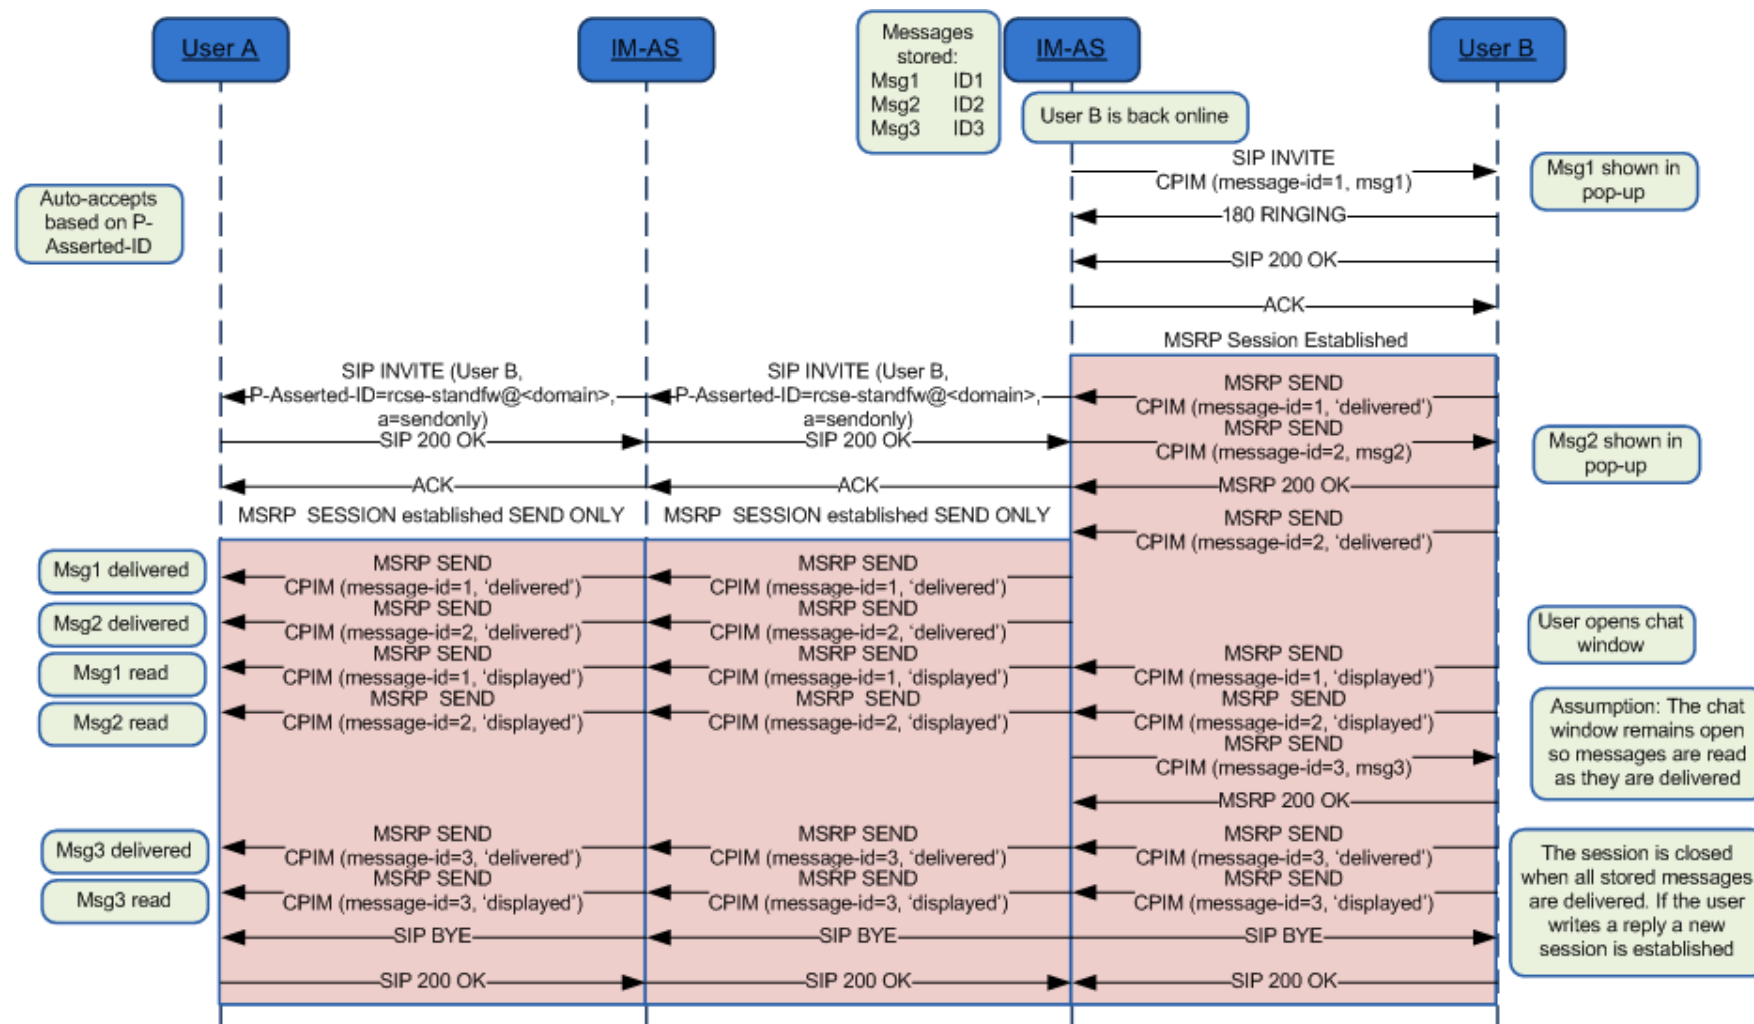 User A
IM-AS
Messages
stored:
Msg1 ID1
Msg2 ID2
Msg3 ID3
IM-AS
User B
User B is back online
SIP INVITE
CPIM (message-id=1, msg1)
Msg1 shown in
pop-up
Auto-accepts
based on P-
Asserted-ID
180 RINGING
SIP 200 OK
ACK
MSRP Session Established
SIP INVITE (User B,
P-Asserted-ID=rcse-standfw@<domain>,
a=sendonly)
SIP INVITE (User B,
P-Asserted-ID=rcse-standfw@<domain>,
a=sendonly)
MSRP SEND
CPIM (message-id=1, ‘delivered’)
SIP 200 OK
SIP 200 OK
MSRP SEND
CPIM (message-id=2, msg2)
Msg2 shown in
pop-up
ACK
ACK
MSRP 200 OK
MSRP SESSION established SEND ONLY
MSRP SESSION established SEND ONLY
MSRP SEND
CPIM (message-id=2, ‘delivered’)
Msg1 delivered
MSRP SEND
CPIM (message-id=1, ‘delivered’)
MSRP SEND
CPIM (message-id=1, ‘delivered’)
Msg2 delivered
MSRP SEND
CPIM (message-id=2, ‘delivered’)
MSRP SEND
CPIM (message-id=2, ‘delivered’)
User opens chat
window
Msg1 read
MSRP SEND
CPIM (message-id=1, ‘displayed’)
MSRP SEND
CPIM (message-id=1, ‘displayed’)
MSRP SEND
CPIM (message-id=1, ‘displayed’)
Msg2 read
MSRP SEND
CPIM (message-id=2, ‘displayed’)
MSRP SEND
CPIM (message-id=2, ‘displayed’)
MSRP SEND
CPIM (message-id=2, ‘displayed’)
Assumption: The chat
window remains open
so messages are read
as they are delivered
MSRP SEND
CPIM (message-id=3, msg3)
MSRP 200 OK
Msg3 delivered
MSRP SEND
CPIM (message-id=3, ‘delivered’)
MSRP SEND
CPIM (message-id=3, ‘delivered’)
MSRP SEND
CPIM (message-id=3, ‘delivered’)
Msg3 read
MSRP SEND
CPIM (message-id=3, ‘displayed’)
MSRP SEND
CPIM (message-id=3, ‘displayed’)
MSRP SEND
CPIM (message-id=3, ‘displayed’)
The session is closed
when all stored messages
are delivered. If the user
writes a reply a new
session is established
SIP BYE
SIP BYE
SIP BYE
SIP 200 OK
SIP 200 OK
SIP 200 OK